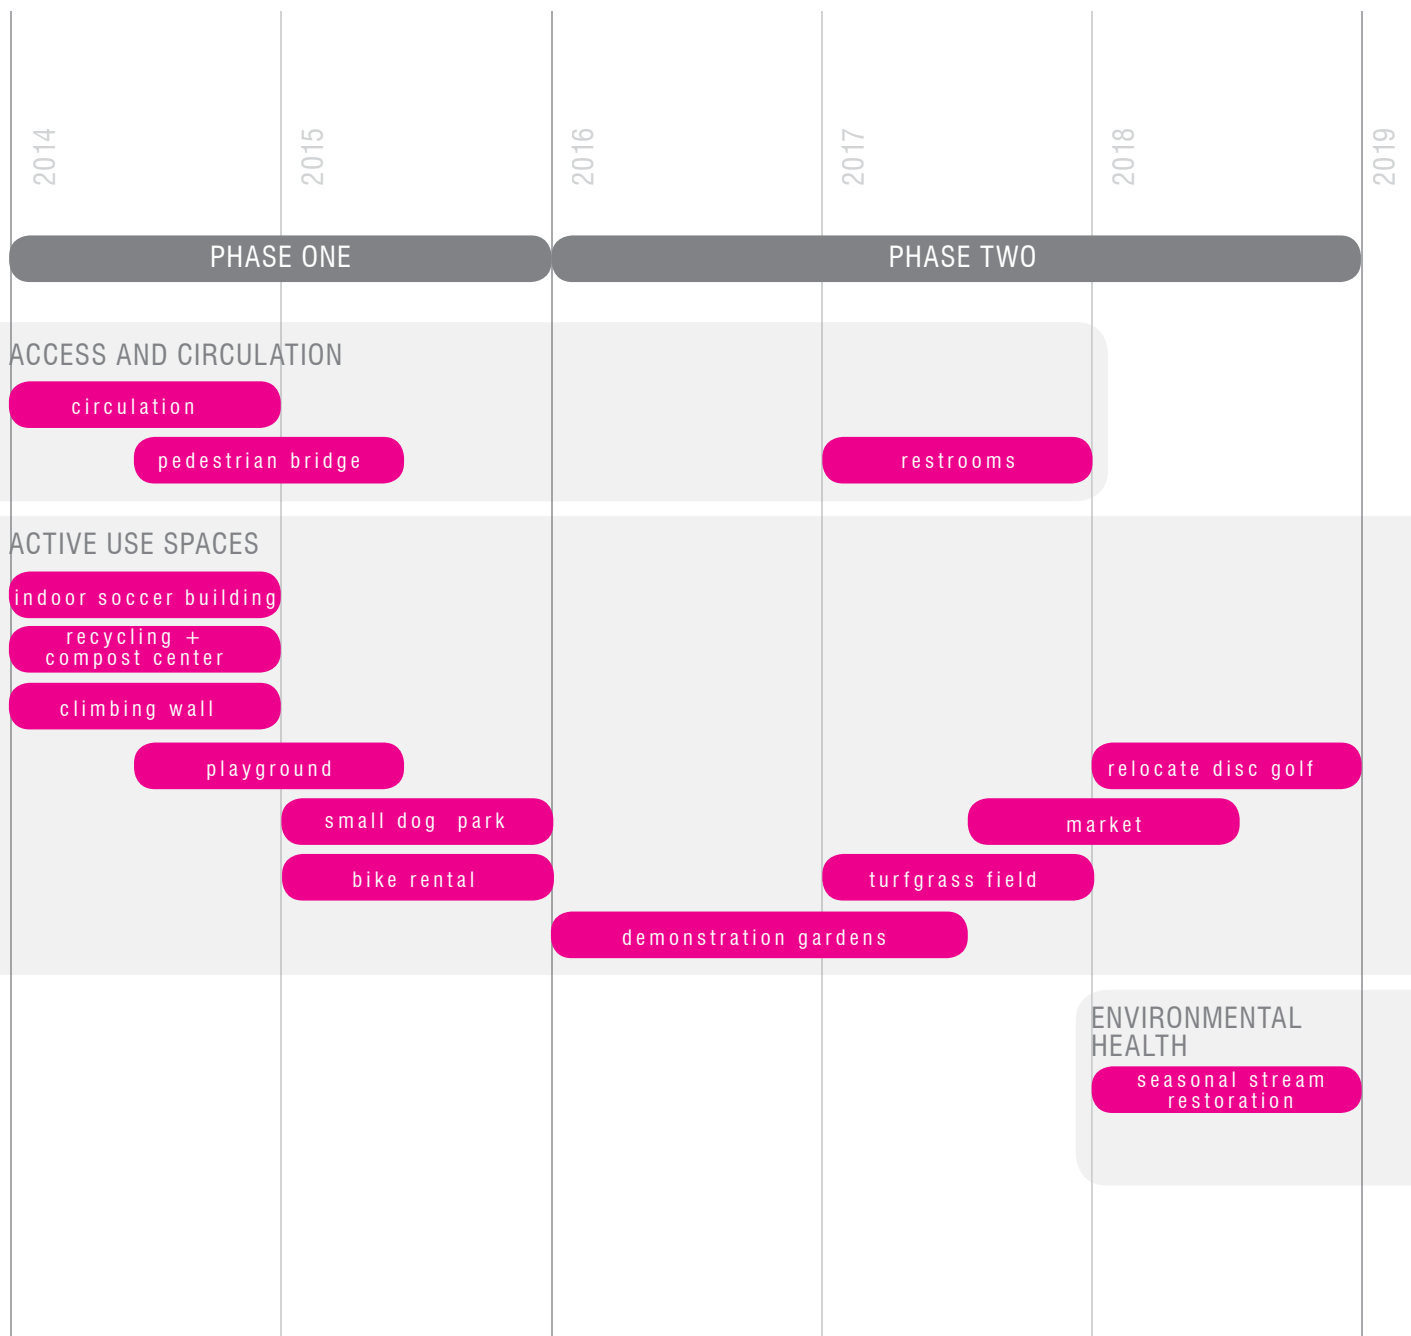 2014
2015
2016
2017
2018
2019
PHASE ONE
PHASE TWO
ACCESS AND CIRCULATION
circulation
pedestrian bridge
restrooms
ACTIVE USE SPACES
indoor soccer building
recycling +
compost center
climbing wall
playground
relocate disc golf
small dog park
market
bike rental
turfgrass field
demonstration gardens
ENVIRONMENTAL
HEALTH
seasonal stream
restoration